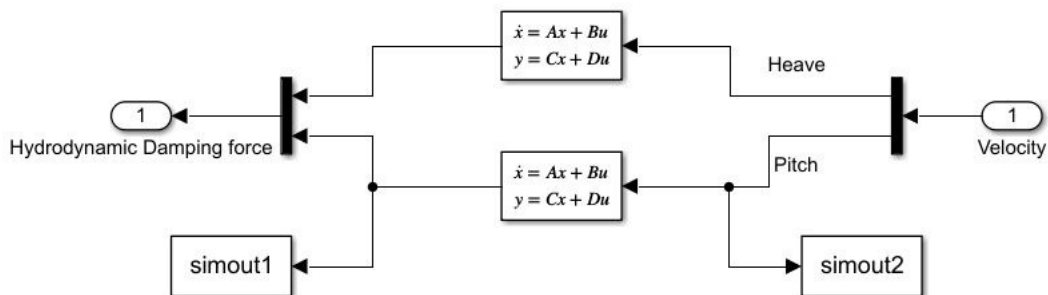 ẋ = Ax + Bu
y = Cx + Du
Heave
1
Hydrodynamic Damping force
1
Velocity
Pitch
ẋ = Ax + Bu
y = Cx + Du
simout1
simout2